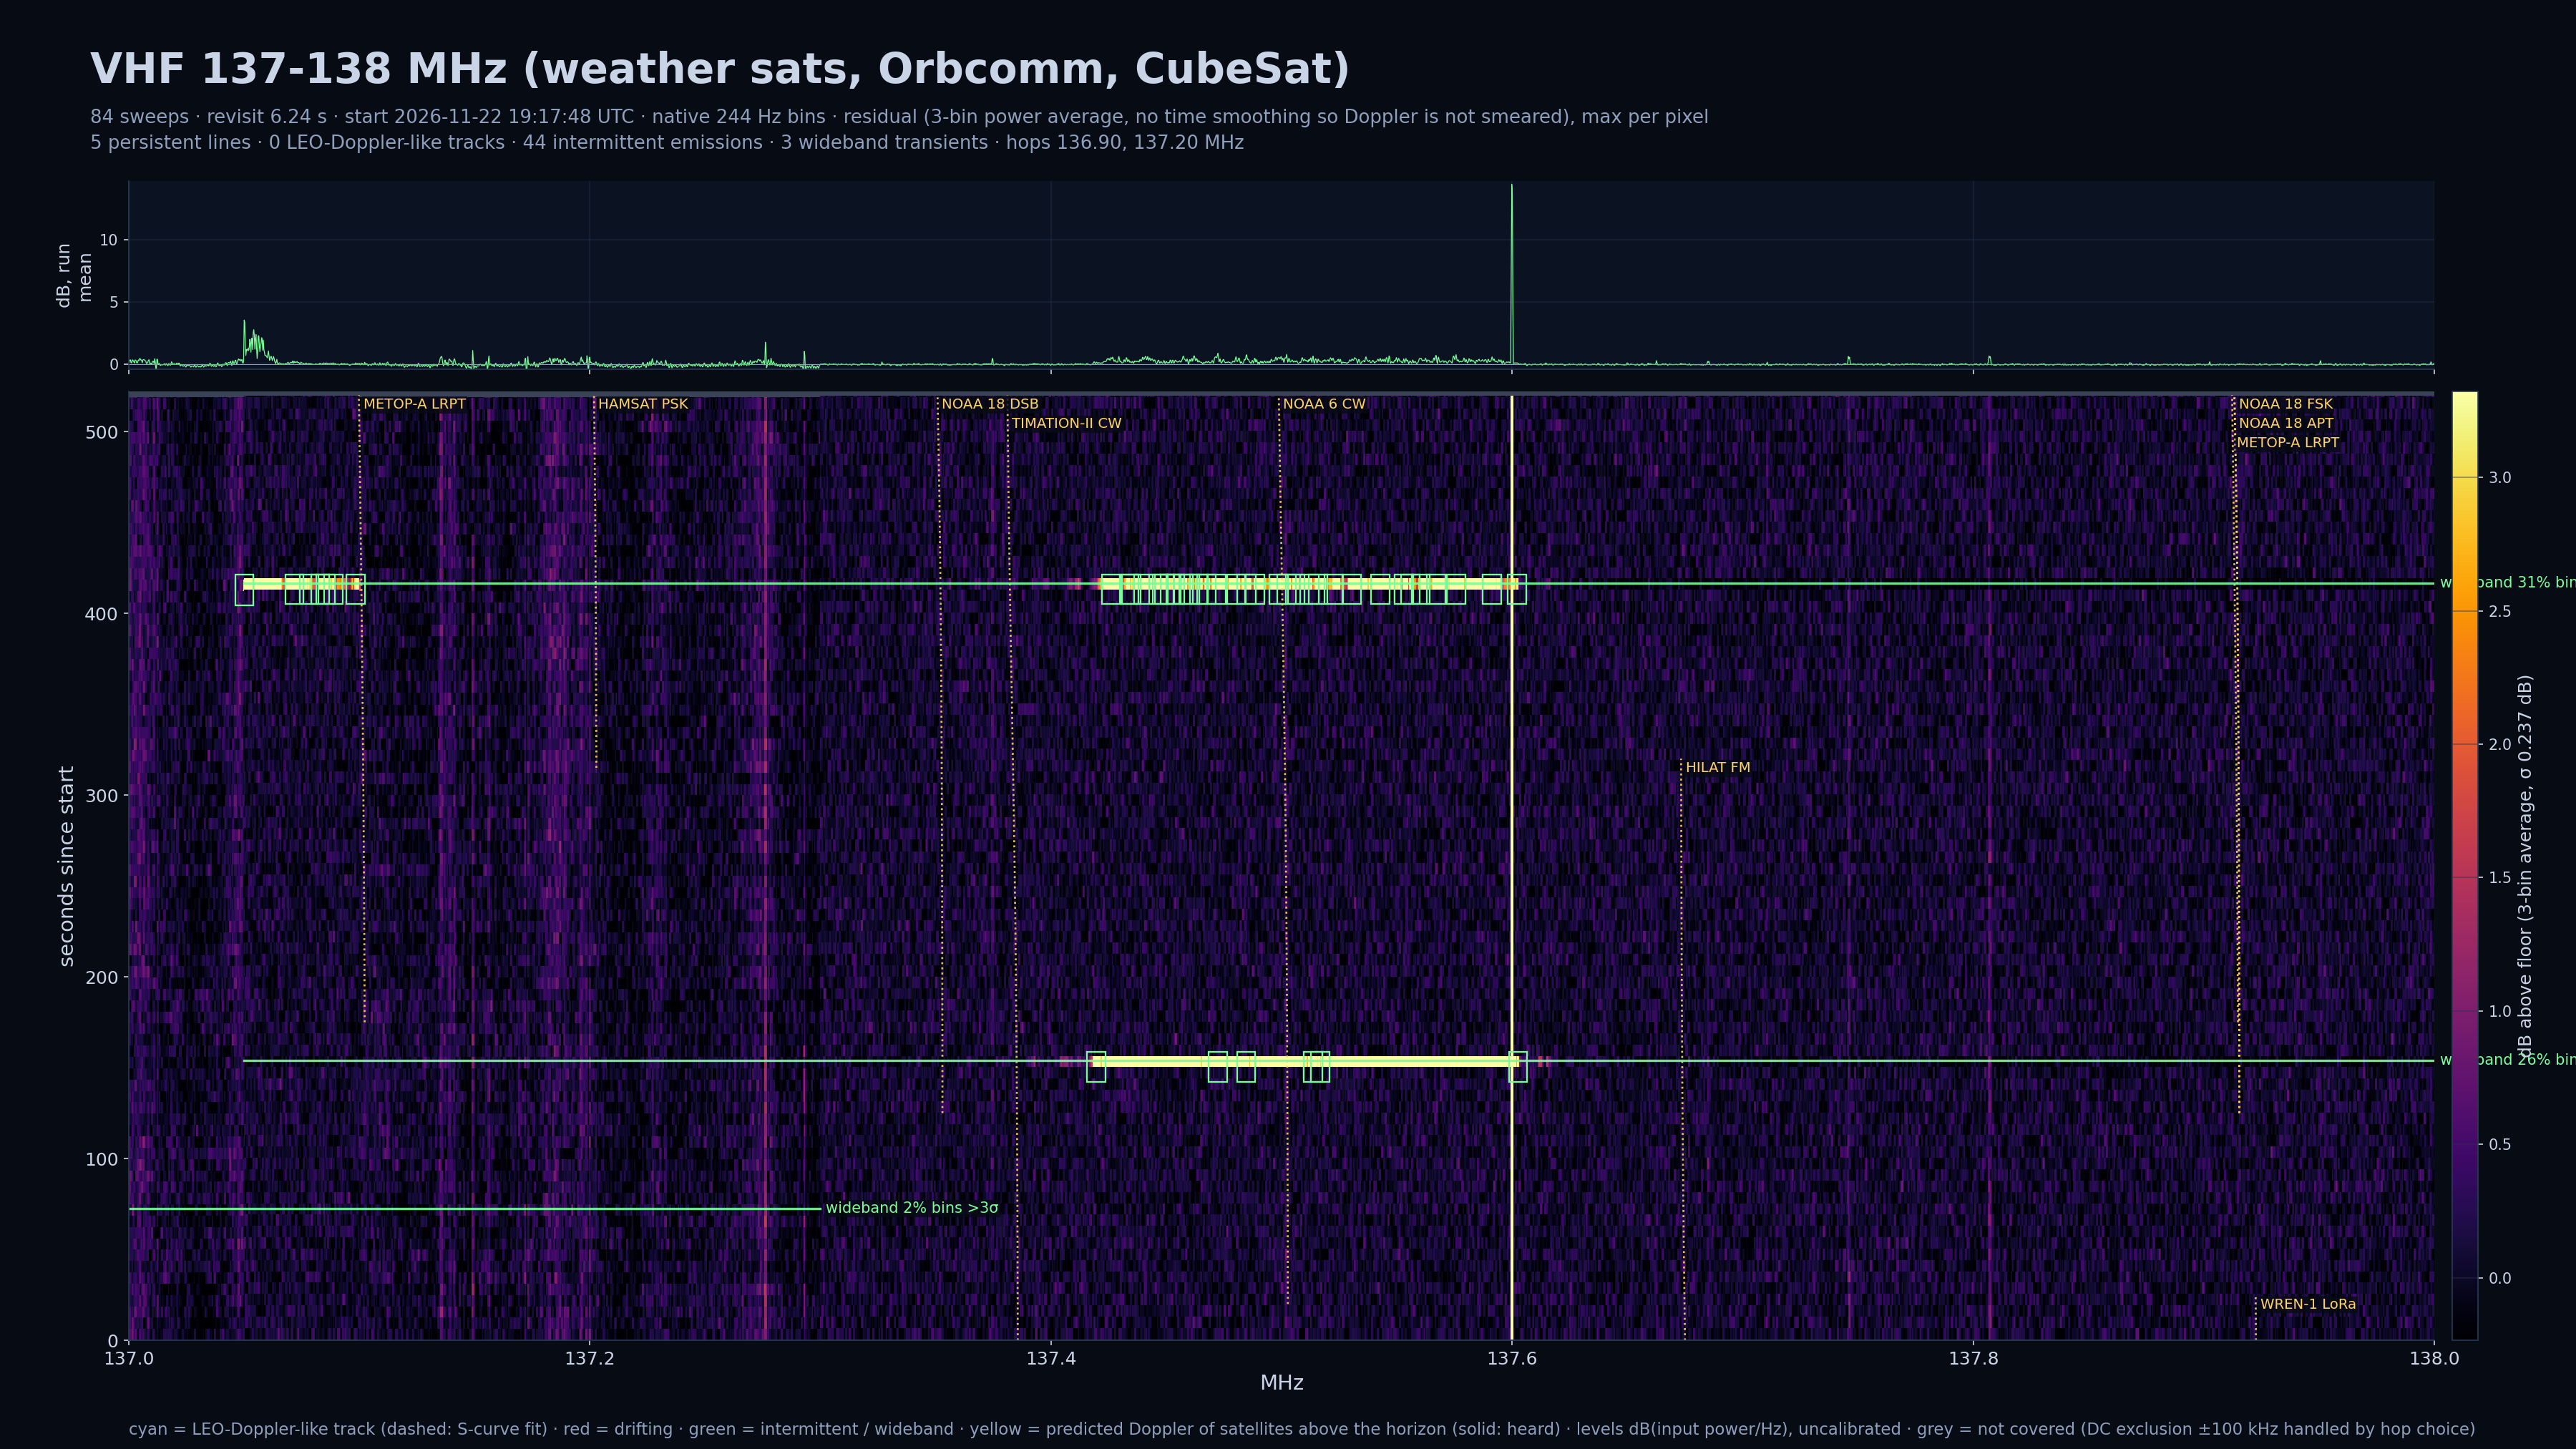 VHF 137-138 MHz (weather sats, Orbcomm, CubeSat)
84 sweeps · revisit 6.24 s · start 2026-11-22 19:17:48 UTC · native 244 Hz bins · residual (3-bin power average, no time smoothing so Doppler is not smeared), max per pixel
5 persistent lines · 0 LEO-Doppler-like tracks · 44 intermittent emissions · 3 wideband transients · hops 136.90, 137.20 MHz
dB, run
mean
10
5
0
METOP-A LRPT
HAMSAT PSK
NOAA 18 DSB
TIMATION-II CW
NOAA 6 CW
NOAA 18 FSK
NOAA 18 APT
METOP-A LRPT
HILAT FM
WREN-1 LoRa
wideband 31% bin
wideband 26% bin
wideband 2% bins >3σ
seconds since start
500
400
300
200
100
0
137.0
137.2
137.4
137.6
137.8
138.0
MHz
3.0
2.5
2.0
1.5
1.0
0.5
0.0
dB above floor (3-bin average, σ 0.237 dB)
cyan = LEO-Doppler-like track (dashed: S-curve fit) · red = drifting · green = intermittent / wideband · yellow = predicted Doppler of satellites above the horizon (solid: heard) · levels dB(input power/Hz), uncalibrated · grey = not covered (DC exclusion ±100 kHz handled by hop choice)